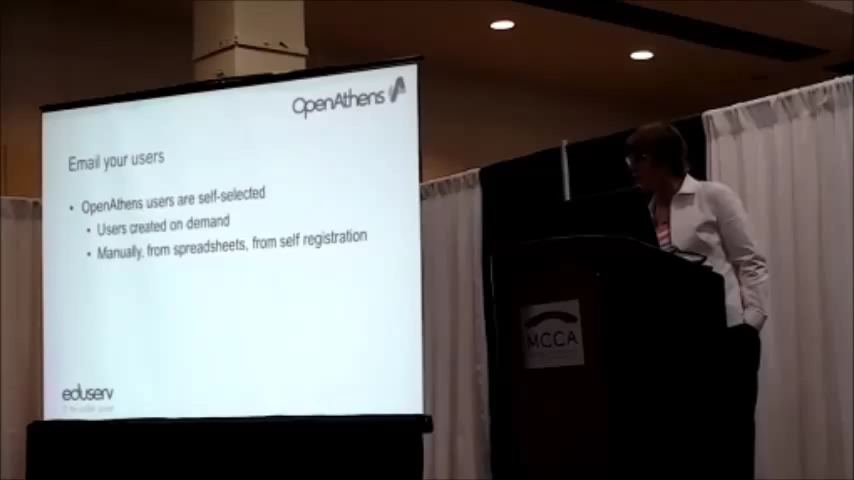 OpenAthens
Email your users
• OpenAthens users are self-selected
• Users created on demand
• Manually, from spreadsheets, from self registration
eduserv
MCCA